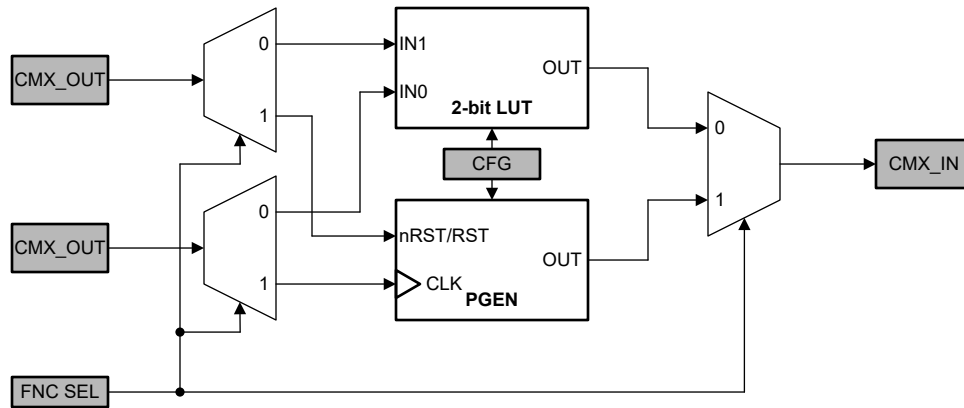 0
CMX_OUT
1
IN1
IN0
OUT
2-bit LUT
CFG
0
CMX_OUT
1
nRST/RST
CLK
OUT
PGEN
0
1
CMX_IN
FNC SEL